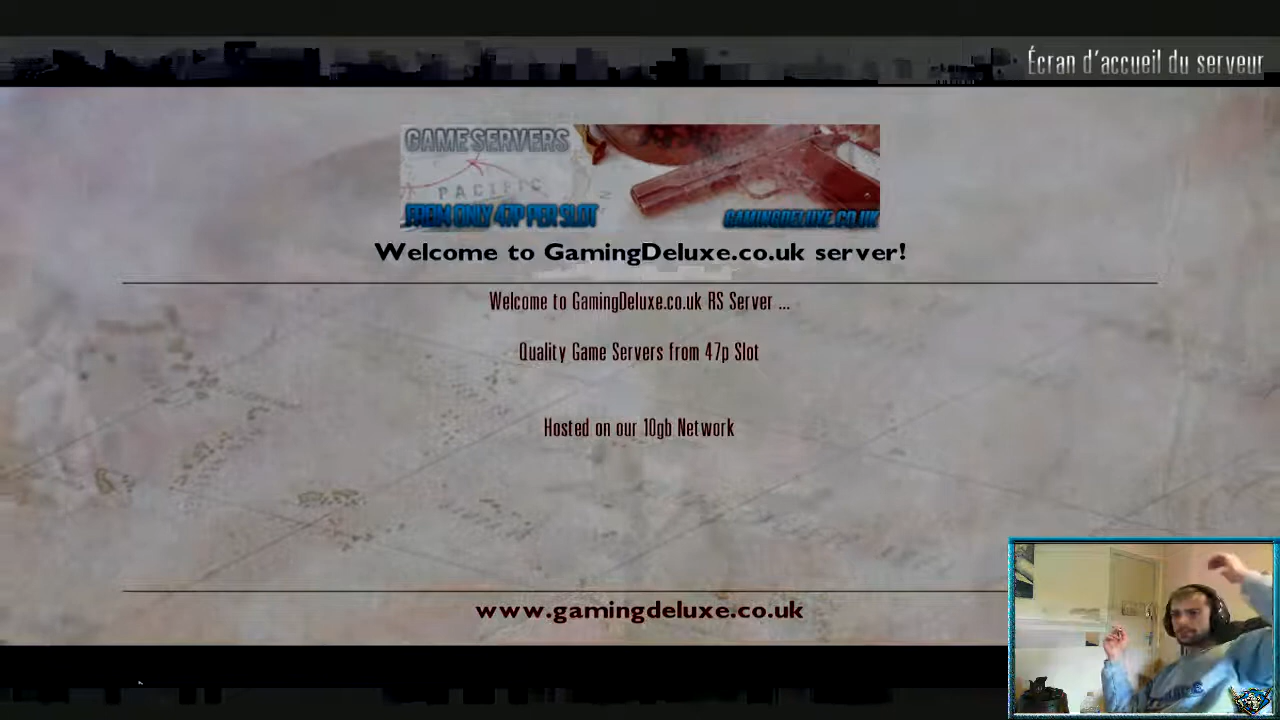 Écran d'accueil du serveur
GAME SERVERS
PACIFIC
FROM ONLY 47P PER SLOT
GAMINGDELUXE.CO.UK
Welcome to GamingDeluxe.co.uk server!
Welcome to GamingDeluxe.co.uk RS Server ...
Quality Game Servers from 47p Slot
Hosted on our 10gb Network
www.gamingdeluxe.co.uk